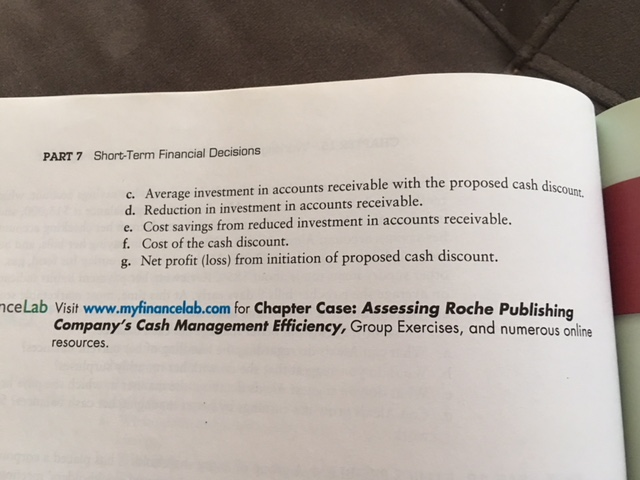 PART 7 Short-Term Financial Decisions
c. Average investment in accounts receivable with the proposed cash discount.
d. Reduction in investment in accounts receivable.
e. Cost savings from reduced investment in accounts receivable.
f. Cost of the cash discount.
g. Net profit (loss) from initiation of proposed cash discount.
nceLab Visit www.myfinancelab.com for Chapter Case: Assessing Roche Publishing
Company's Cash Management Efficiency, Group Exercises, and numerous online
resources.